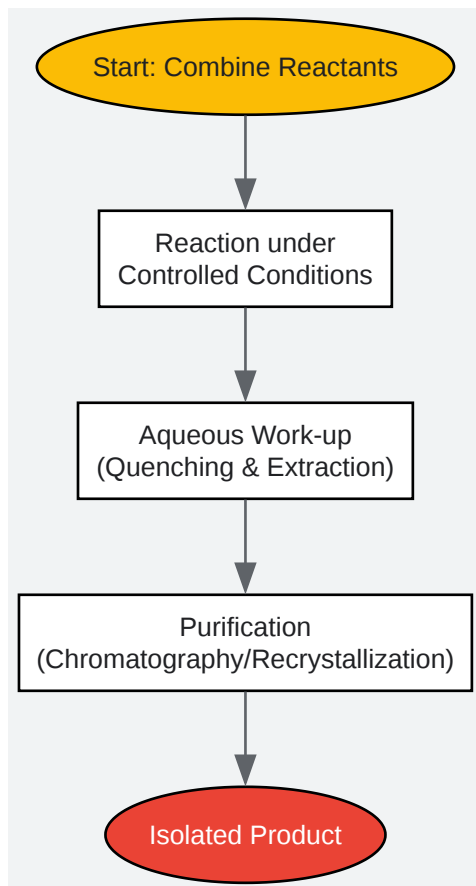 Start: Combine Reactants
Reaction under
Controlled Conditions
Aqueous Work-up
(Quenching & Extraction)
Purification
(Chromatography/Recrystallization)
Isolated Product